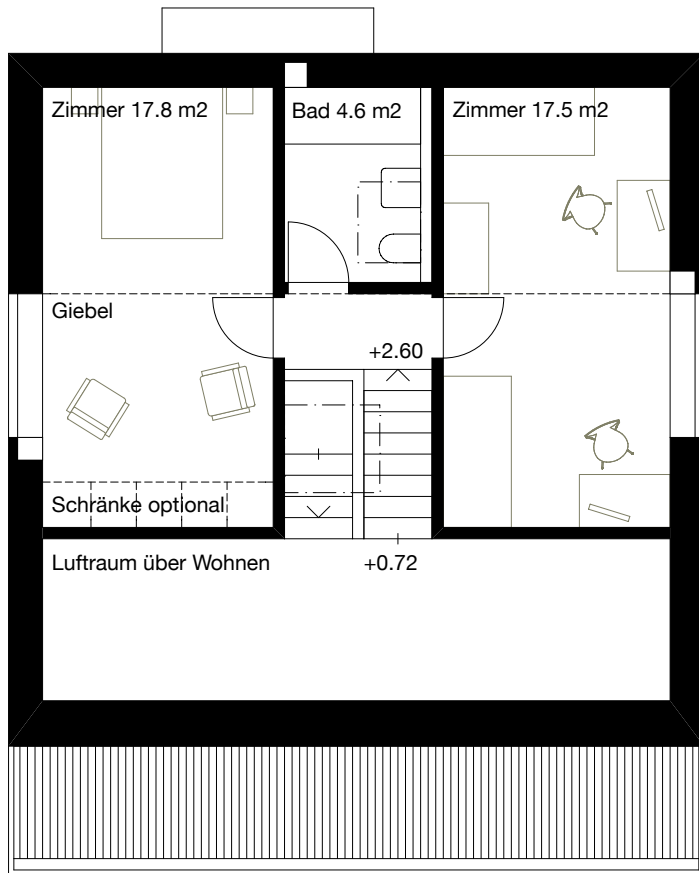 Zimmer 17.8 m2
Bad 4.6 m2
Zimmer 17.5 m2
Giebel
+2.60
Schränke optional
Luftraum über Wohnen
+0.72